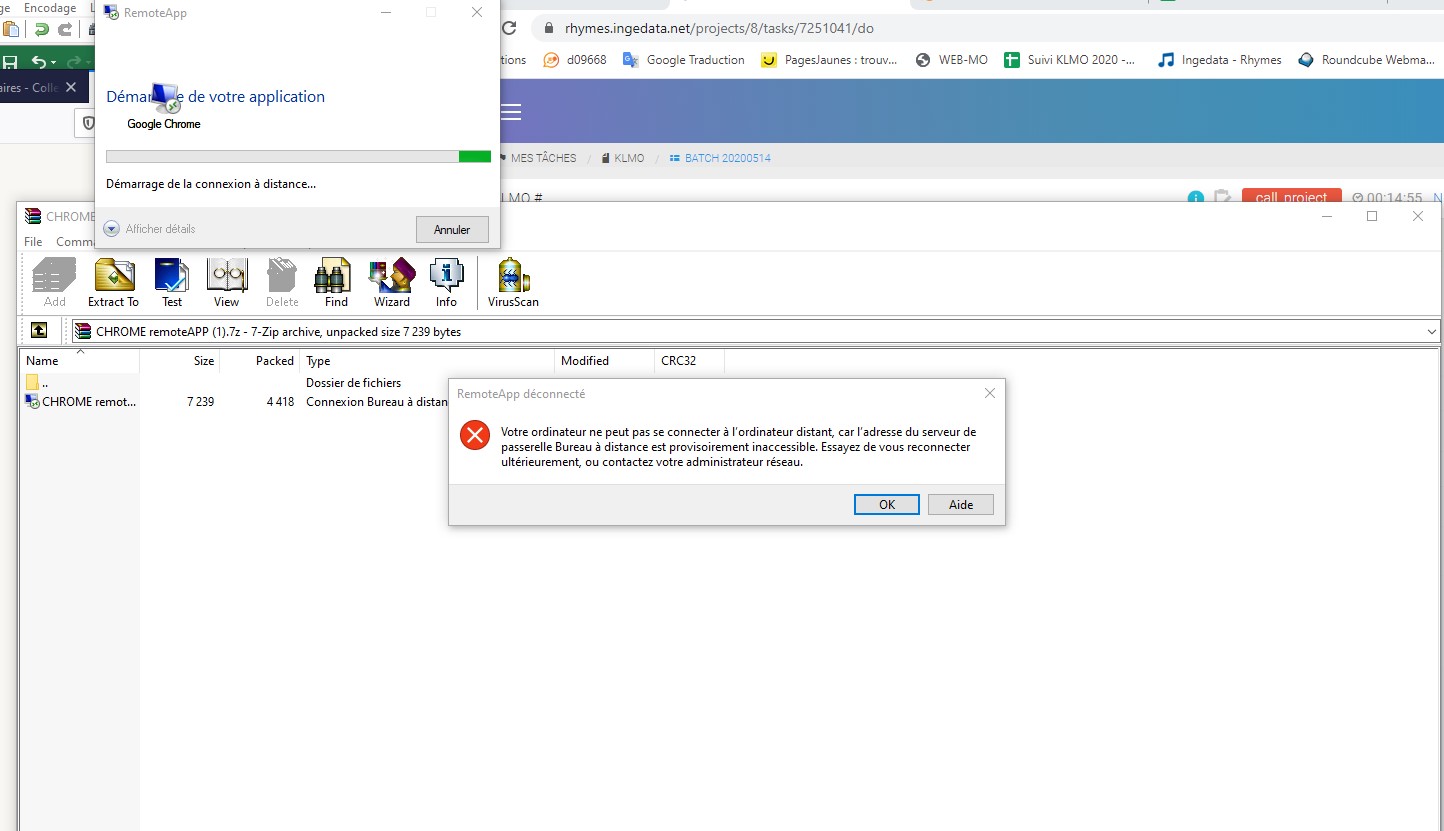 ge Encodage L
RemoteApp
rhymes.ingedata.net/projects/8/tasks/7251041/do
tions d09668 Google Traduction PagesJaunes : trouv... WEB-MO Suivi KLMO 2020 -... Ingedata - Rhymes Roundcube Webma...
aires - Colle
Démar e de votre application
Google Chrome
MES TÂCHES / KLMO / BATCH 20200514
Démarrage de la connexion à distance...
LMO # call_project 00:14:55 N
CHROME
Afficher détails
Annuler
File Comma
Add Extract To Test View Delete Find Wizard Info VirusScan
CHROME remoteAPP (1).7z - 7-Zip archive, unpacked size 7 239 bytes
Name Size Packed Type Modified CRC32
.. Dossier de fichiers
CHROME remot... 7 239 4 418 Connexion Bureau à distan
RemoteApp déconnecté
Votre ordinateur ne peut pas se connecter à l'ordinateur distant, car l'adresse du serveur de
passerelle Bureau à distance est provisoirement inaccessible. Essayez de vous reconnecter
ultérieurement, ou contactez votre administrateur réseau.
OK Aide